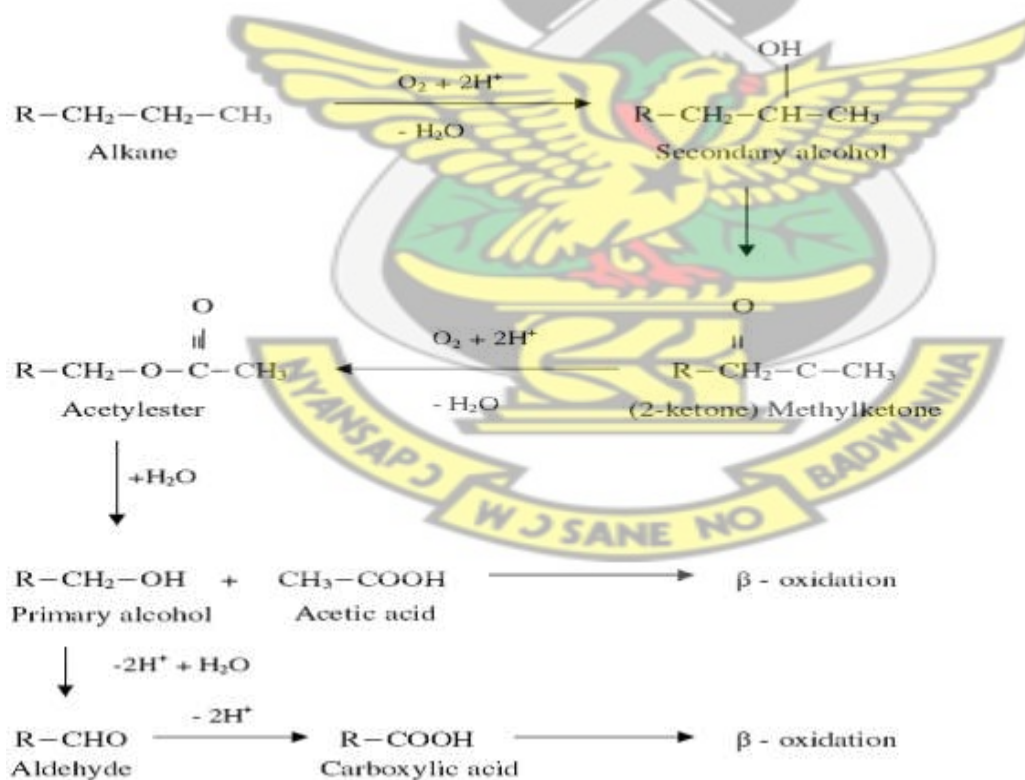 OH
O₂ + 2H⁺
R−CH₂−CH₂−CH₃
- H₂O
R−CH₂−CH−CH₃
Alkane
Secondary alcohol
O
O
O₂ + 2H⁺
R−CH₂−O−C−CH₃
R−CH₂−C−CH₃
Acetylester
- H₂O
(2-ketone) Methylketone
+H₂O
NYANSAPƆ WƆSANE NO BADWENMA
R−CH₂−OH + CH₃−COOH
β - oxidation
Primary alcohol
Acetic acid
-2H⁺ + H₂O
- 2H⁺
R−CHO
R−COOH
β - oxidation
Aldehyde
Carboxylic acid